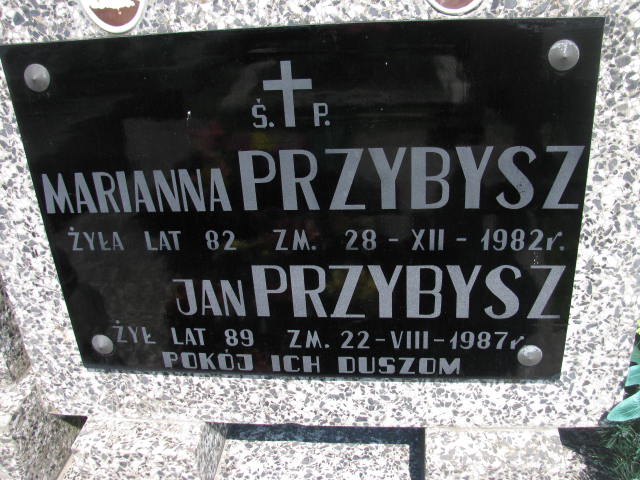 Ś. P.
MARIANNA PRZYBYSZ
ŻYŁA LAT 82 ZM. 28 - XII - 1982r.
JAN PRZYBYSZ
ŻYŁ LAT 89 ZM. 22-VIII-1987r
POKÓJ ICH DUSZOM